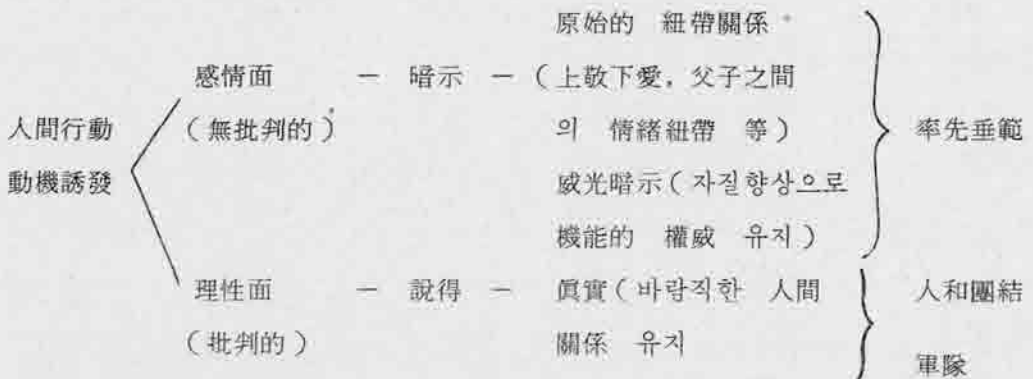 原始的 紐帶關係
感情面 － 暗示 －（上敬下愛, 父子之間
人間行動 （無批判的） 의 情緖紐帶 等） 率先垂範
動機誘發 威光暗示（자질향상으로
機能的 權威 유지）
理性面 － 說得 － 眞實（바람직한 人間 人和團結
（批判的） 關係 유지
軍隊